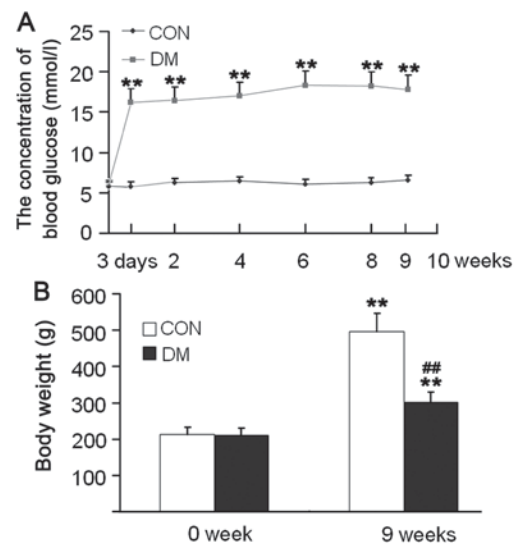 A
CON
DM
The concentration of
blood glucose (mmol/l)
25
20
15
10
5
0
** ** ** ** ** **
3 days 2 4 6 8 9 10 weeks
B
Body weight (g)
600
500
400
300
200
100
CON
DM
**
##
**
0 week 9 weeks